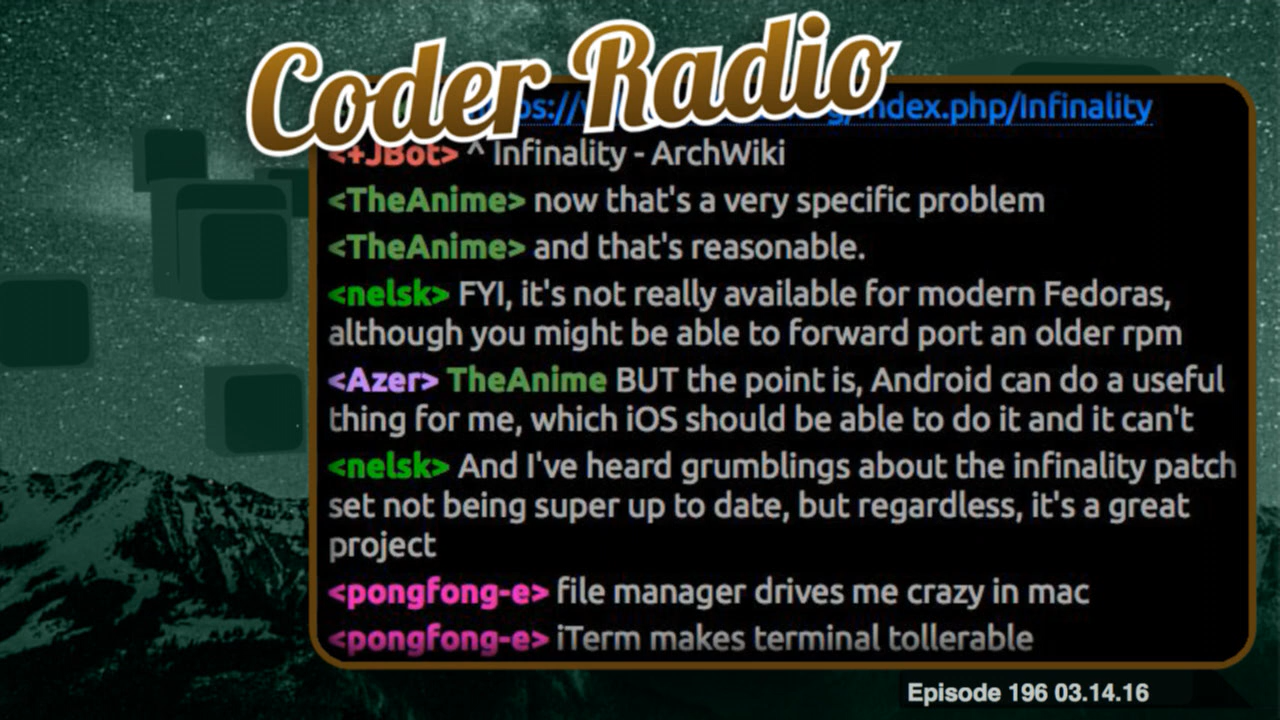 Coder Radio
index.php/Infinality
<+JBot> ^ Infinality - ArchWiki
<TheAnime> now that's a very specific problem
<TheAnime> and that's reasonable.
<nelsk> FYI, it's not really available for modern Fedoras,
although you might be able to forward port an older rpm
<Azer> TheAnime BUT the point is, Android can do a useful
thing for me, which iOS should be able to do it and it can't
<nelsk> And I've heard grumblings about the infinality patch
set not being super up to date, but regardless, it's a great
project
<pongfong-e> file manager drives me crazy in mac
<pongfong-e> iTerm makes terminal tollerable
Episode 196 03.14.16